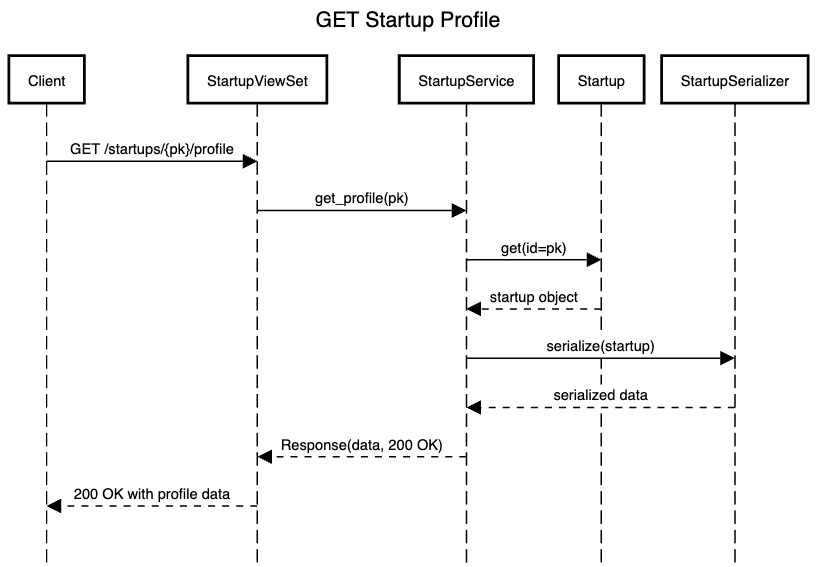 GET Startup Profile
Client
StartupViewSet
StartupService
Startup
StartupSerializer
GET /startups/{pk}/profile
get_profile(pk)
get(id=pk)
startup object
serialize(startup)
serialized data
Response(data, 200 OK)
200 OK with profile data